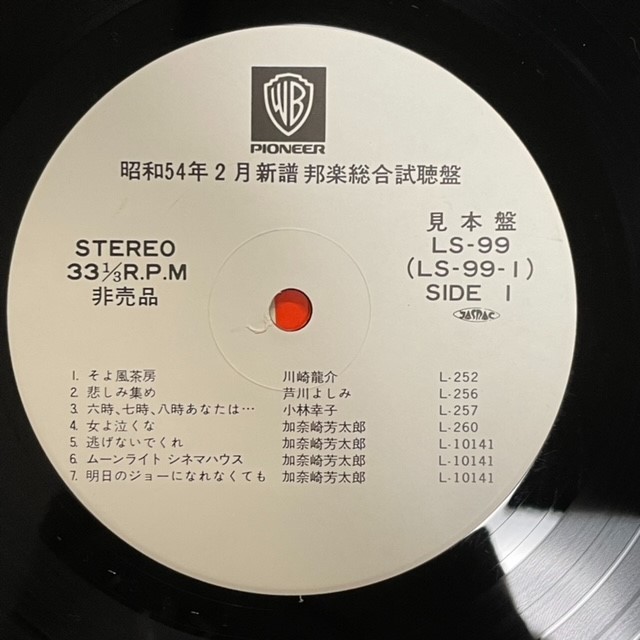 WB
PIONEER
昭和54年2月新譜 邦楽総合試聴盤
STEREO
33⅓R.P.M
非売品
見本盤
LS-99
(LS-99-1)
SIDE 1
JASRAC
1. そよ風茶房 川崎龍介 L-252
2. 悲しみ集め 芦川よしみ L-256
3. 六時、七時、八時あなたは… 小林幸子 L-257
4. 女よ泣くな 加奈崎芳太郎 L-260
5. 逃げないでくれ 加奈崎芳太郎 L-10141
6. ムーンライト シネマハウス 加奈崎芳太郎 L-10141
7. 明日のジョーになれなくても 加奈崎芳太郎 L-10141